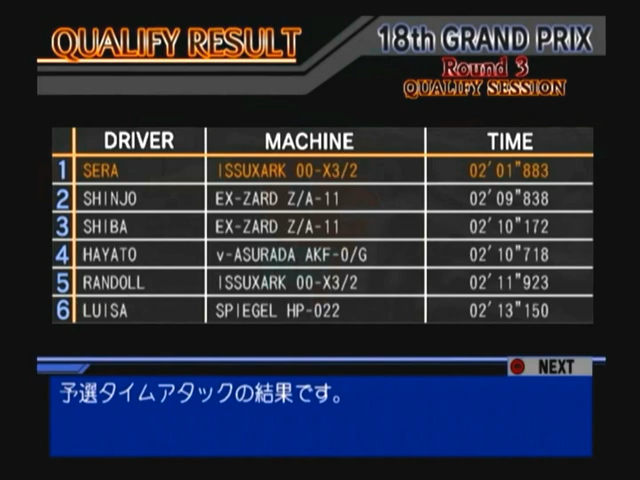 QUALIFY RESULT
18th GRAND PRIX
Round 3
QUALIFY SESSION
DRIVER MACHINE TIME
1 SERA ISSUXARK 00-X3/2 02'01"883
2 SHINJO EX-ZARD Z/A-11 02'09"838
3 SHIBA EX-ZARD Z/A-11 02'10"172
4 HAYATO ν-ASURADA AKF-0/G 02'10"718
5 RANDOLL ISSUXARK 00-X3/2 02'11"923
6 LUISA SPIEGEL HP-022 02'13"150
NEXT
予選タイムアタックの結果です。